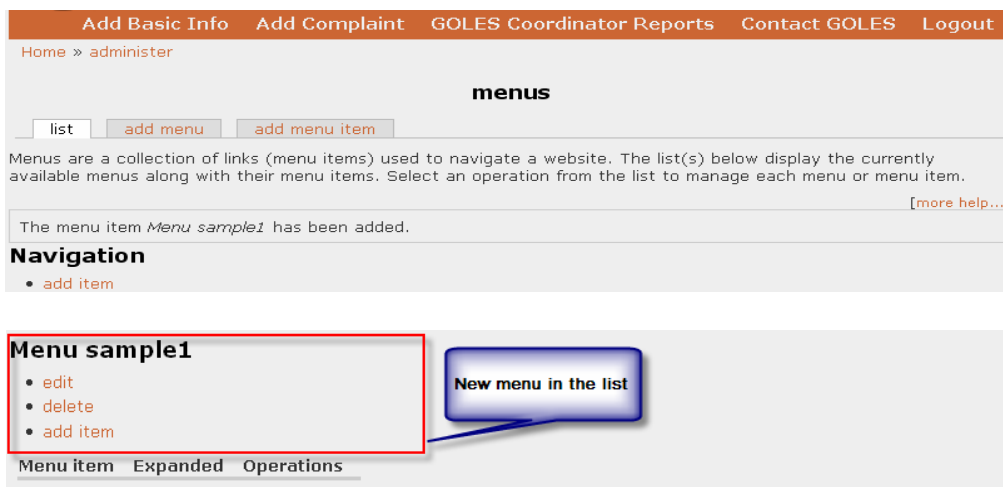 Add Basic Info Add Complaint GOLES Coordinator Reports Contact GOLES Logout
Home » administer
menus
list add menu add menu item
Menus are a collection of links (menu items) used to navigate a website. The list(s) below display the currently
available menus along with their menu items. Select an operation from the list to manage each menu or menu item.
[more help...
The menu item Menu sample1 has been added.
Navigation
• add item
Menu sample1
• edit
• delete
• add item
New menu in the list
Menu item Expanded Operations